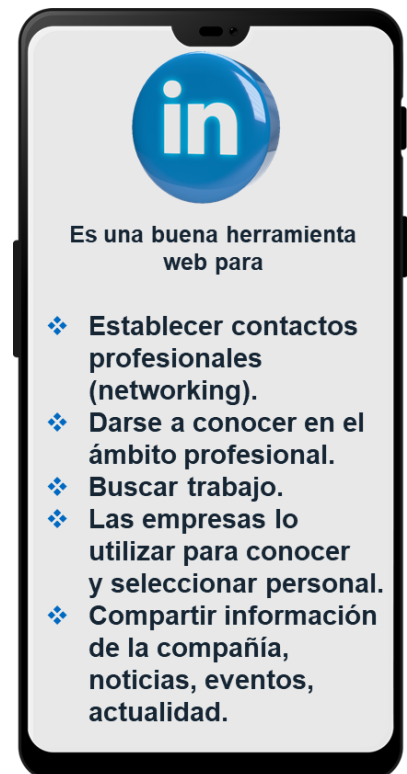 in
Es una buena herramienta
web para
Establecer contactos
profesionales
(networking).
Darse a conocer en el
ámbito profesional.
Buscar trabajo.
Las empresas lo
utilizar para conocer
y seleccionar personal.
Compartir información
de la compañía,
noticias, eventos,
actualidad.